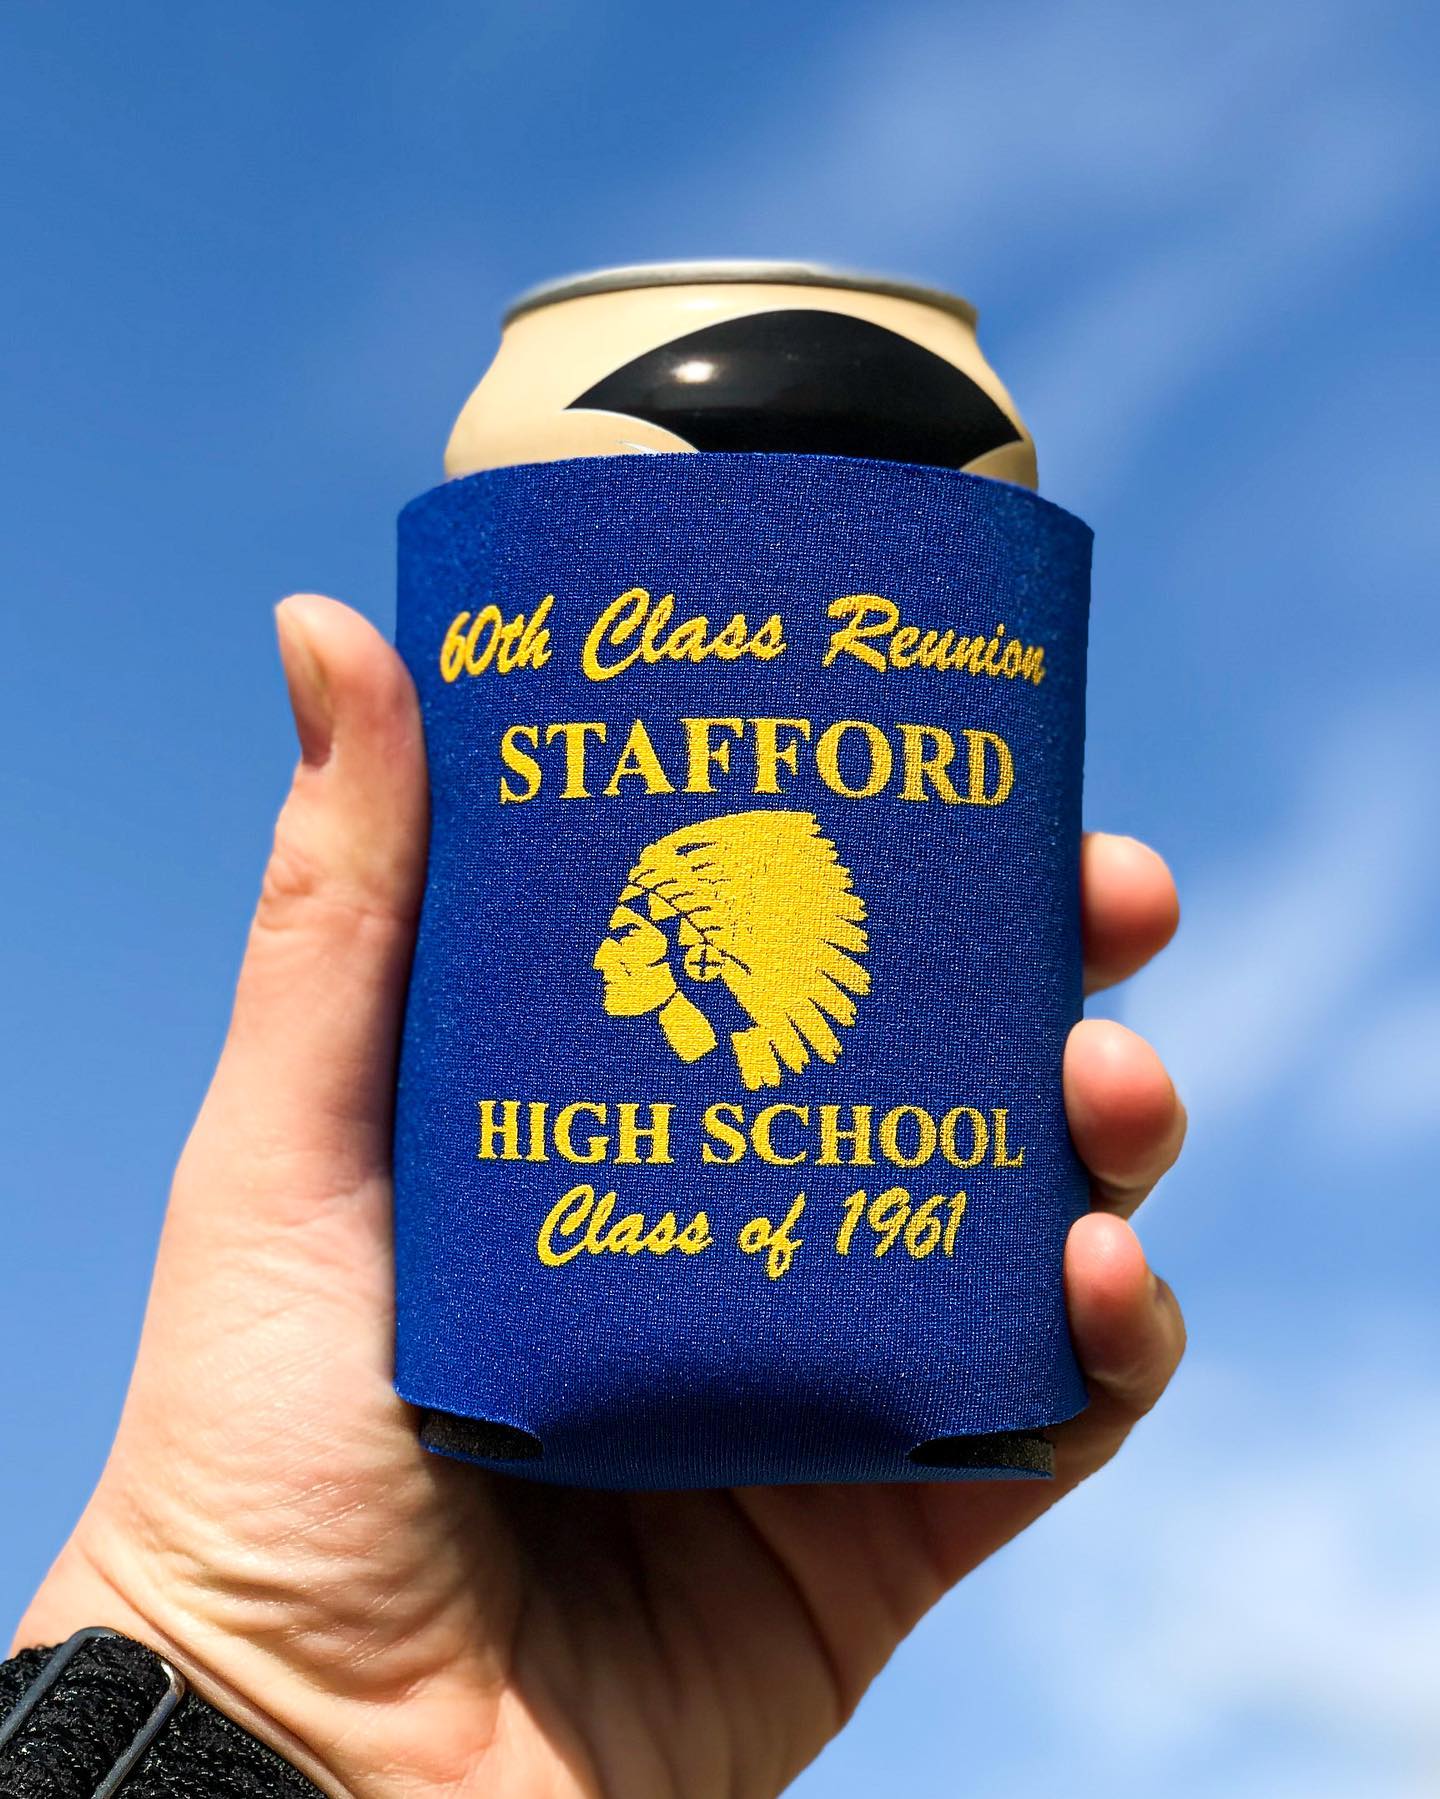 60th Class Reunion
STAFFORD
HIGH SCHOOL
Class of 1961